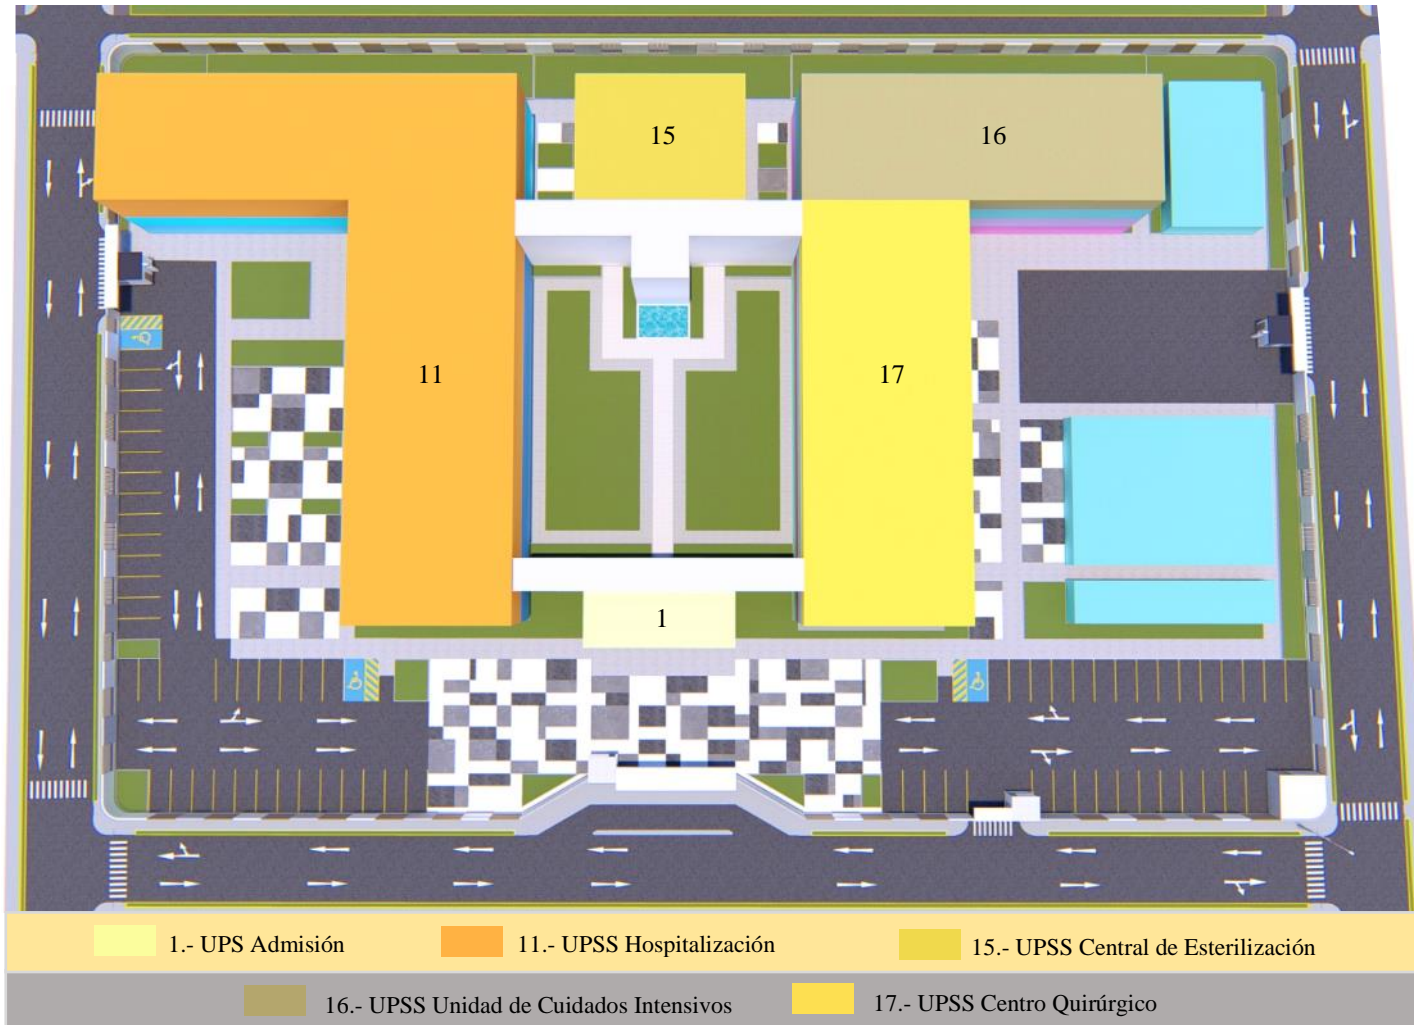 15
16
11
17
1
1.- UPS Admisión
11.- UPSS Hospitalización
15.- UPSS Central de Esterilización
16.- UPSS Unidad de Cuidados Intensivos
17.- UPSS Centro Quirúrgico